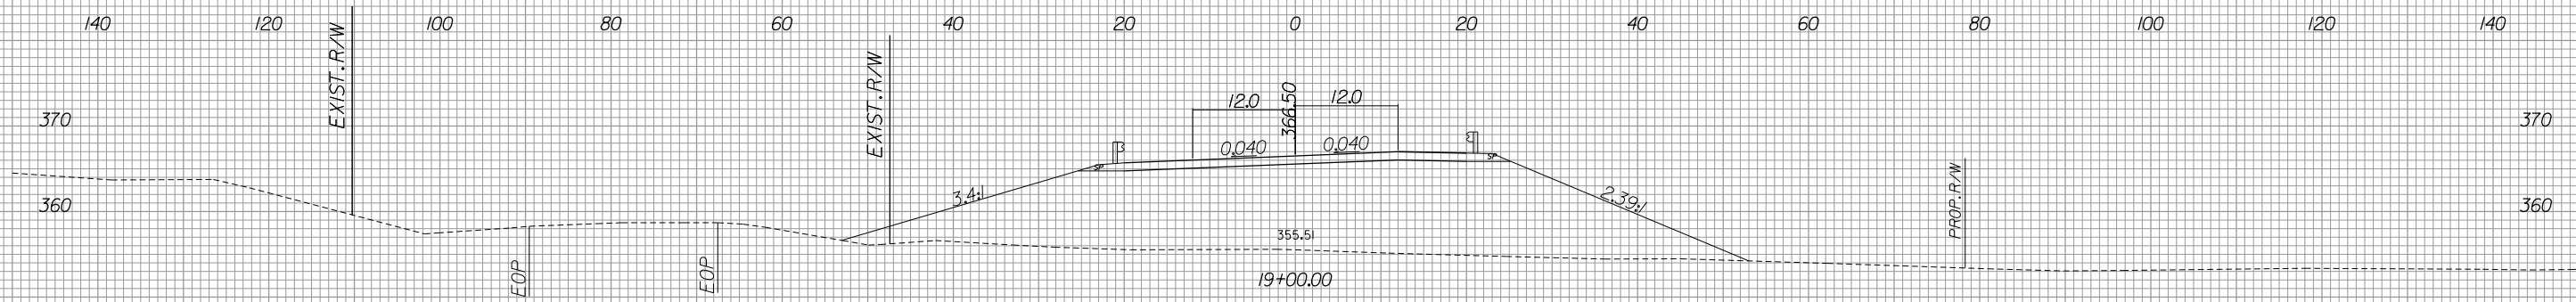 140 120 100 80 60 40 20 0 20 40 60 80 100 120 140
EXIST. R/W
EXIST. R/W
12.0 366.50 12.0
370 370
0.040 0.040
SP SP
3.4:1 2.39:1
PROP. R/W
360 360
355.51
EOP EOP
19+00.00